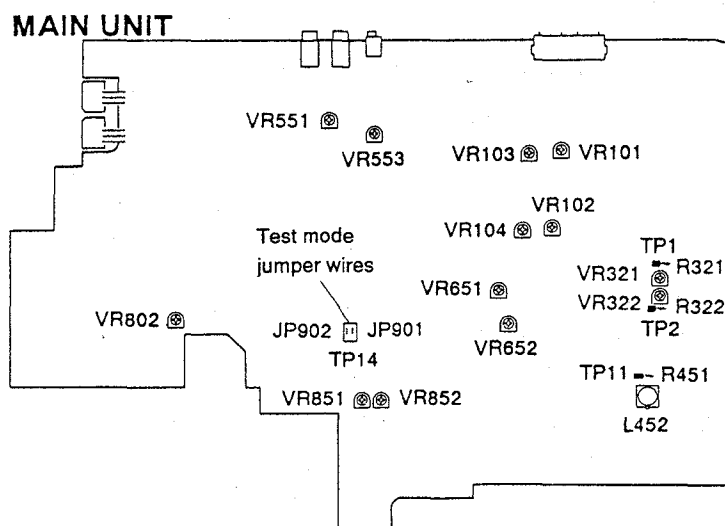 MAIN UNIT
VR551
VR553
VR103
VR101
VR102
VR104
Test mode
jumper wires
TP1
R321
VR321
VR651
VR322
R322
TP2
VR802
JP902
JP901
TP14
VR652
TP11
R451
VR851
VR852
L452